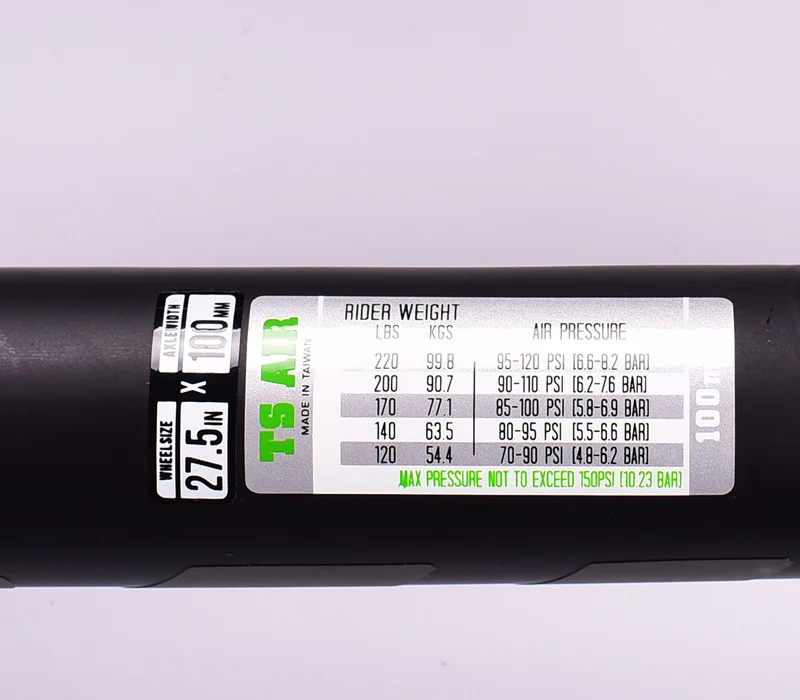 AXLEWIDTH
100MM
X
WHEELSIZE
27.5IN
TS AIR
MADE IN TAIWAN
RIDER WEIGHT
LBS KGS AIR PRESSURE
220 99.8 95-120 PSI (6.6-8.2 BAR)
200 90.7 90-110 PSI (6.2-7.6 BAR)
170 77.1 85-100 PSI (5.8-6.9 BAR)
140 63.5 80-95 PSI (5.5-6.6 BAR)
120 54.4 70-90 PSI (4.8-6.2 BAR)
MAX PRESSURE NOT TO EXCEED 150PSI (10.23 BAR)